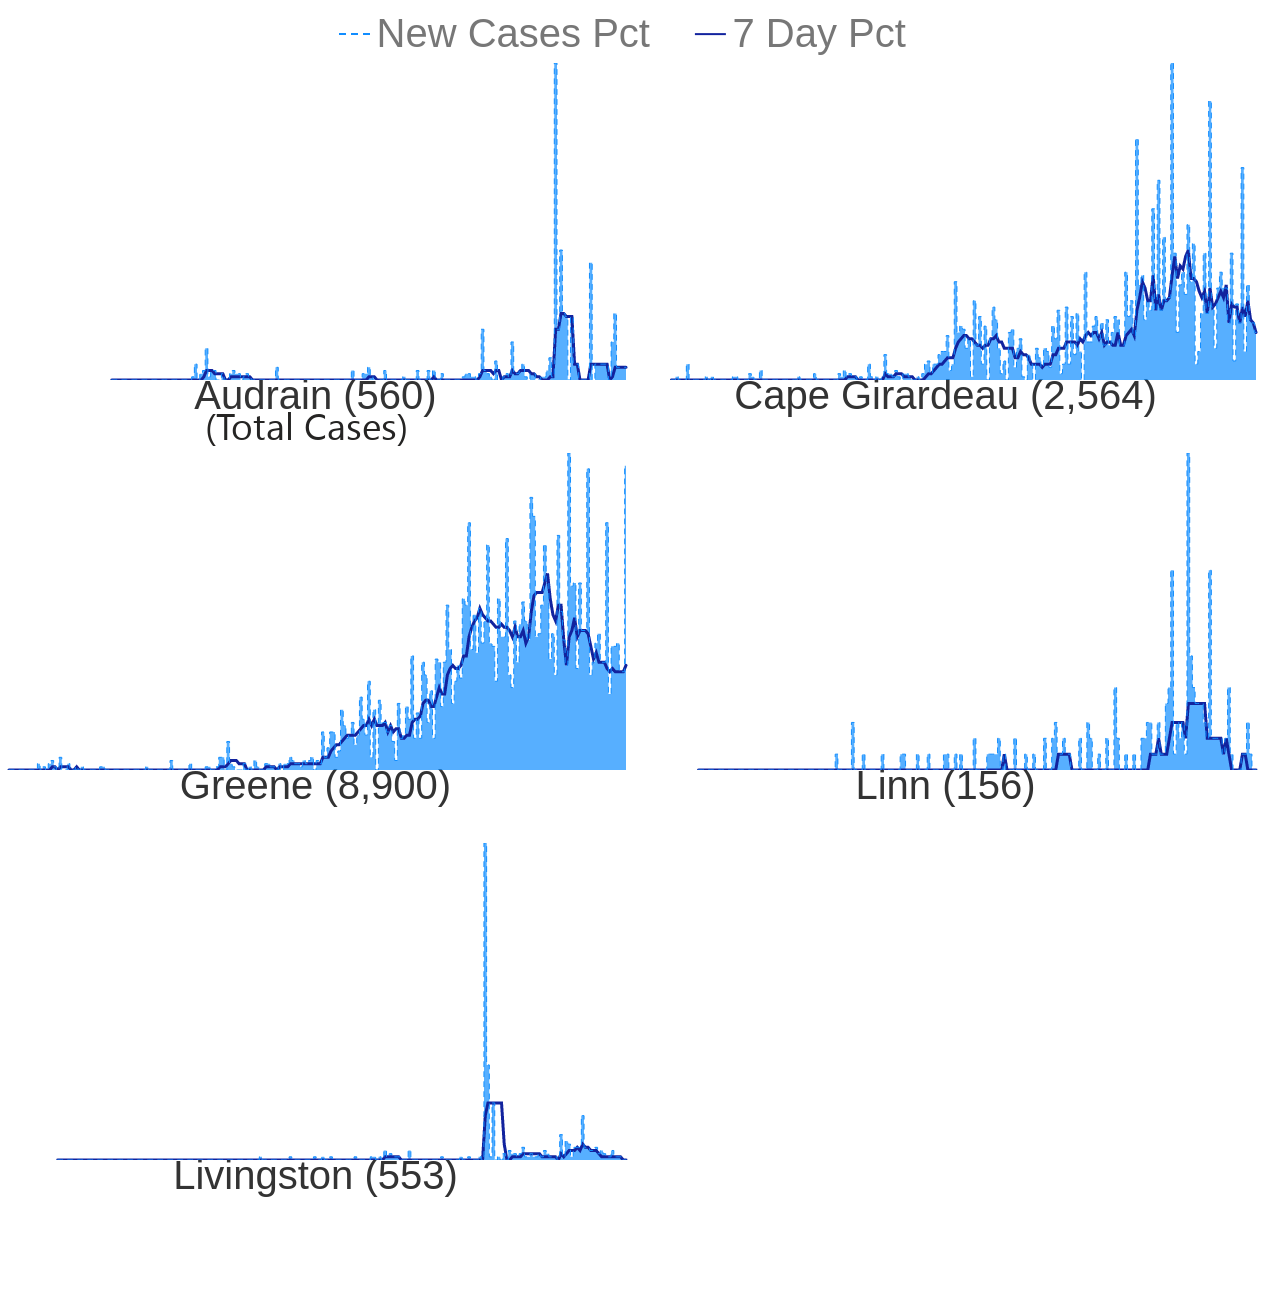 New Cases Pct 7 Day Pct
Audrain (560) Cape Girardeau (2,564)
(Total Cases)
Greene (8,900) Linn (156)
Livingston (553)